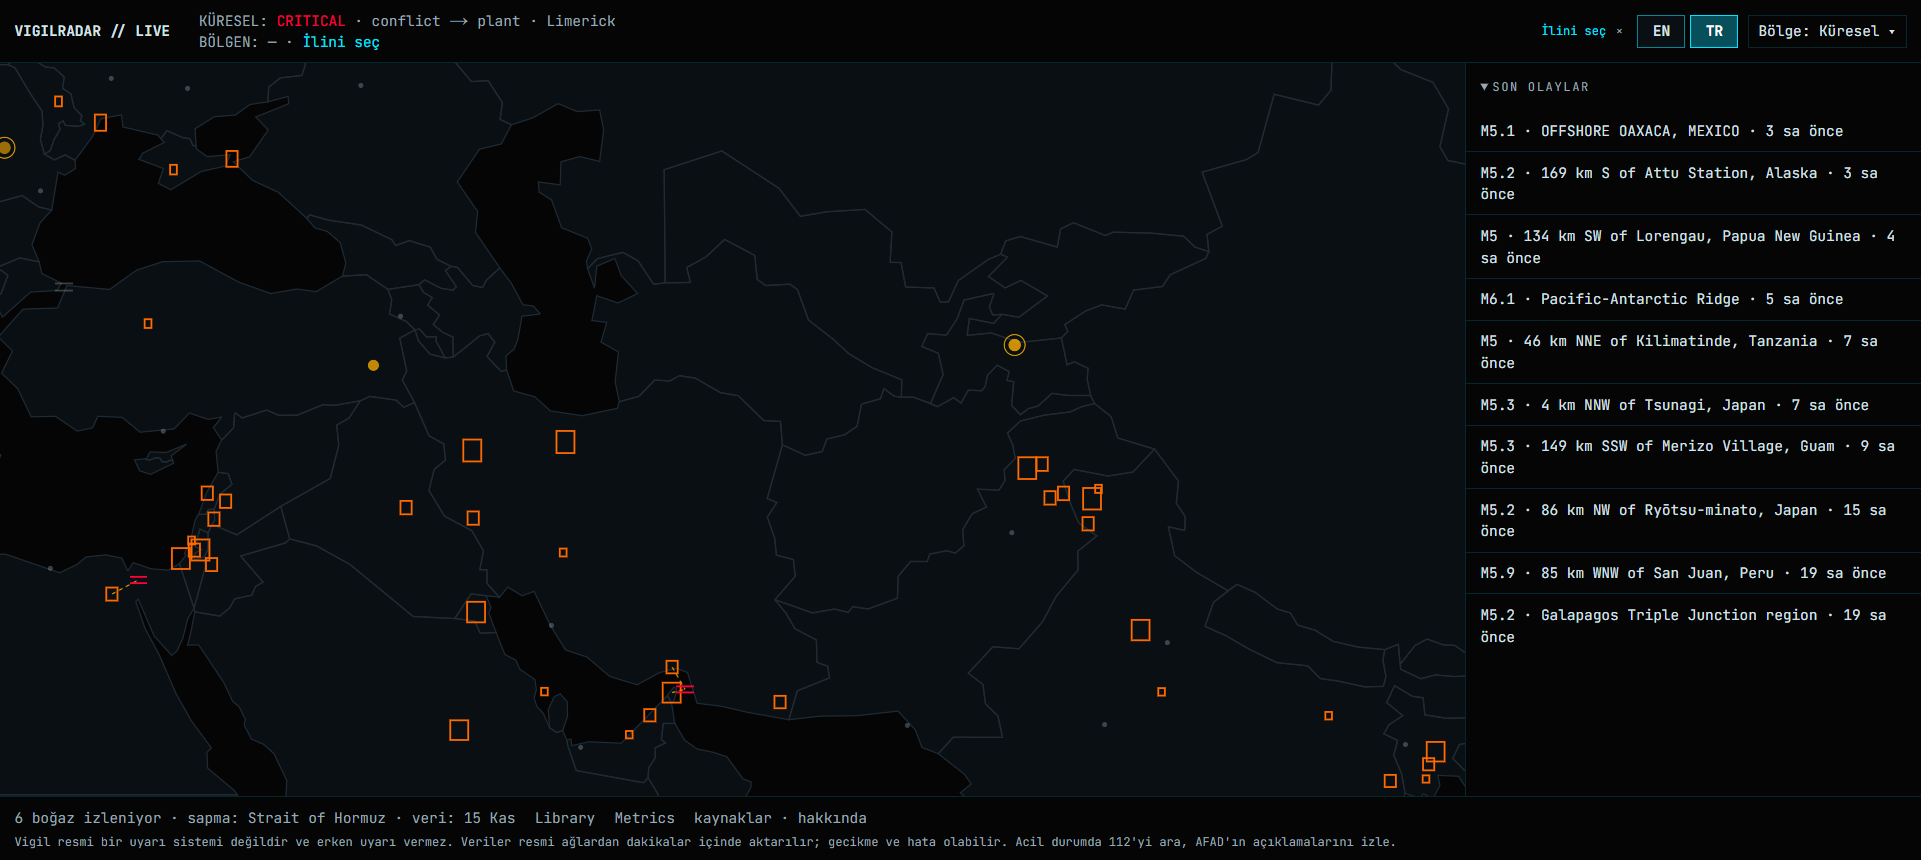 VIGILRADAR // LIVE
KÜRESEL: CRITICAL · conflict ⟶ plant · Limerick
BÖLGEN: — · İlini seç
İlini seç ×
EN
TR
Bölge: Küresel ▾
▼ SON OLAYLAR
M5.1 · OFFSHORE OAXACA, MEXICO · 3 sa önce
M5.2 · 169 km S of Attu Station, Alaska · 3 sa
önce
M5 · 134 km SW of Lorengau, Papua New Guinea · 4
sa önce
M6.1 · Pacific-Antarctic Ridge · 5 sa önce
M5 · 46 km NNE of Kilimatinde, Tanzania · 7 sa
önce
M5.3 · 4 km NNW of Tsunagi, Japan · 7 sa önce
M5.3 · 149 km SSW of Merizo Village, Guam · 9 sa
önce
M5.2 · 86 km NW of Ryōtsu-minato, Japan · 15 sa
önce
M5.9 · 85 km WNW of San Juan, Peru · 19 sa önce
M5.2 · Galapagos Triple Junction region · 19 sa
önce
6 boğaz izleniyor · sapma: Strait of Hormuz · veri: 15 Kas Library Metrics kaynaklar · hakkında
Vigil resmi bir uyarı sistemi değildir ve erken uyarı vermez. Veriler resmi ağlardan dakikalar içinde aktarılır; gecikme ve hata olabilir. Acil durumda 112'yi ara, AFAD'ın açıklamalarını izle.